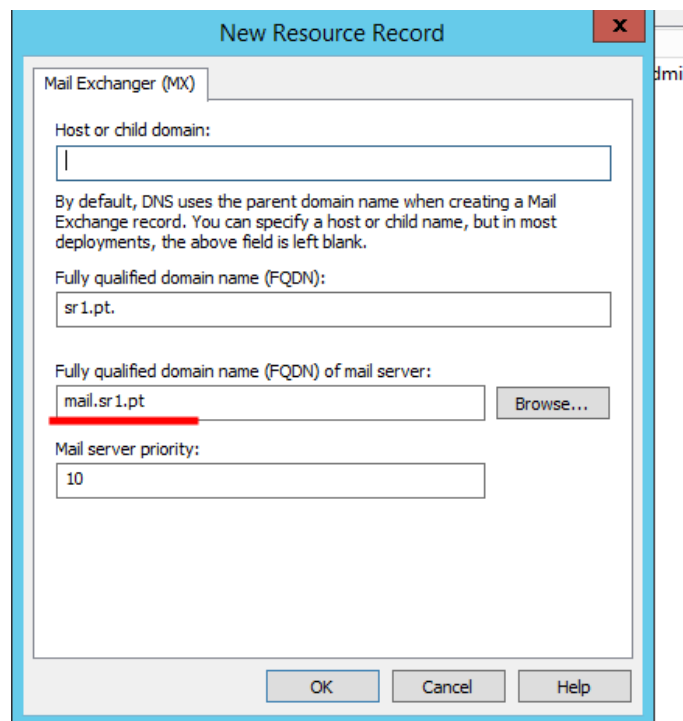 New Resource Record
x
dmi
Mail Exchanger (MX)
Host or child domain:
By default, DNS uses the parent domain name when creating a Mail
Exchange record. You can specify a host or child name, but in most
deployments, the above field is left blank.
Fully qualified domain name (FQDN):
sr1.pt.
Fully qualified domain name (FQDN) of mail server:
mail.sr1.pt
Browse...
Mail server priority:
10
OK
Cancel
Help